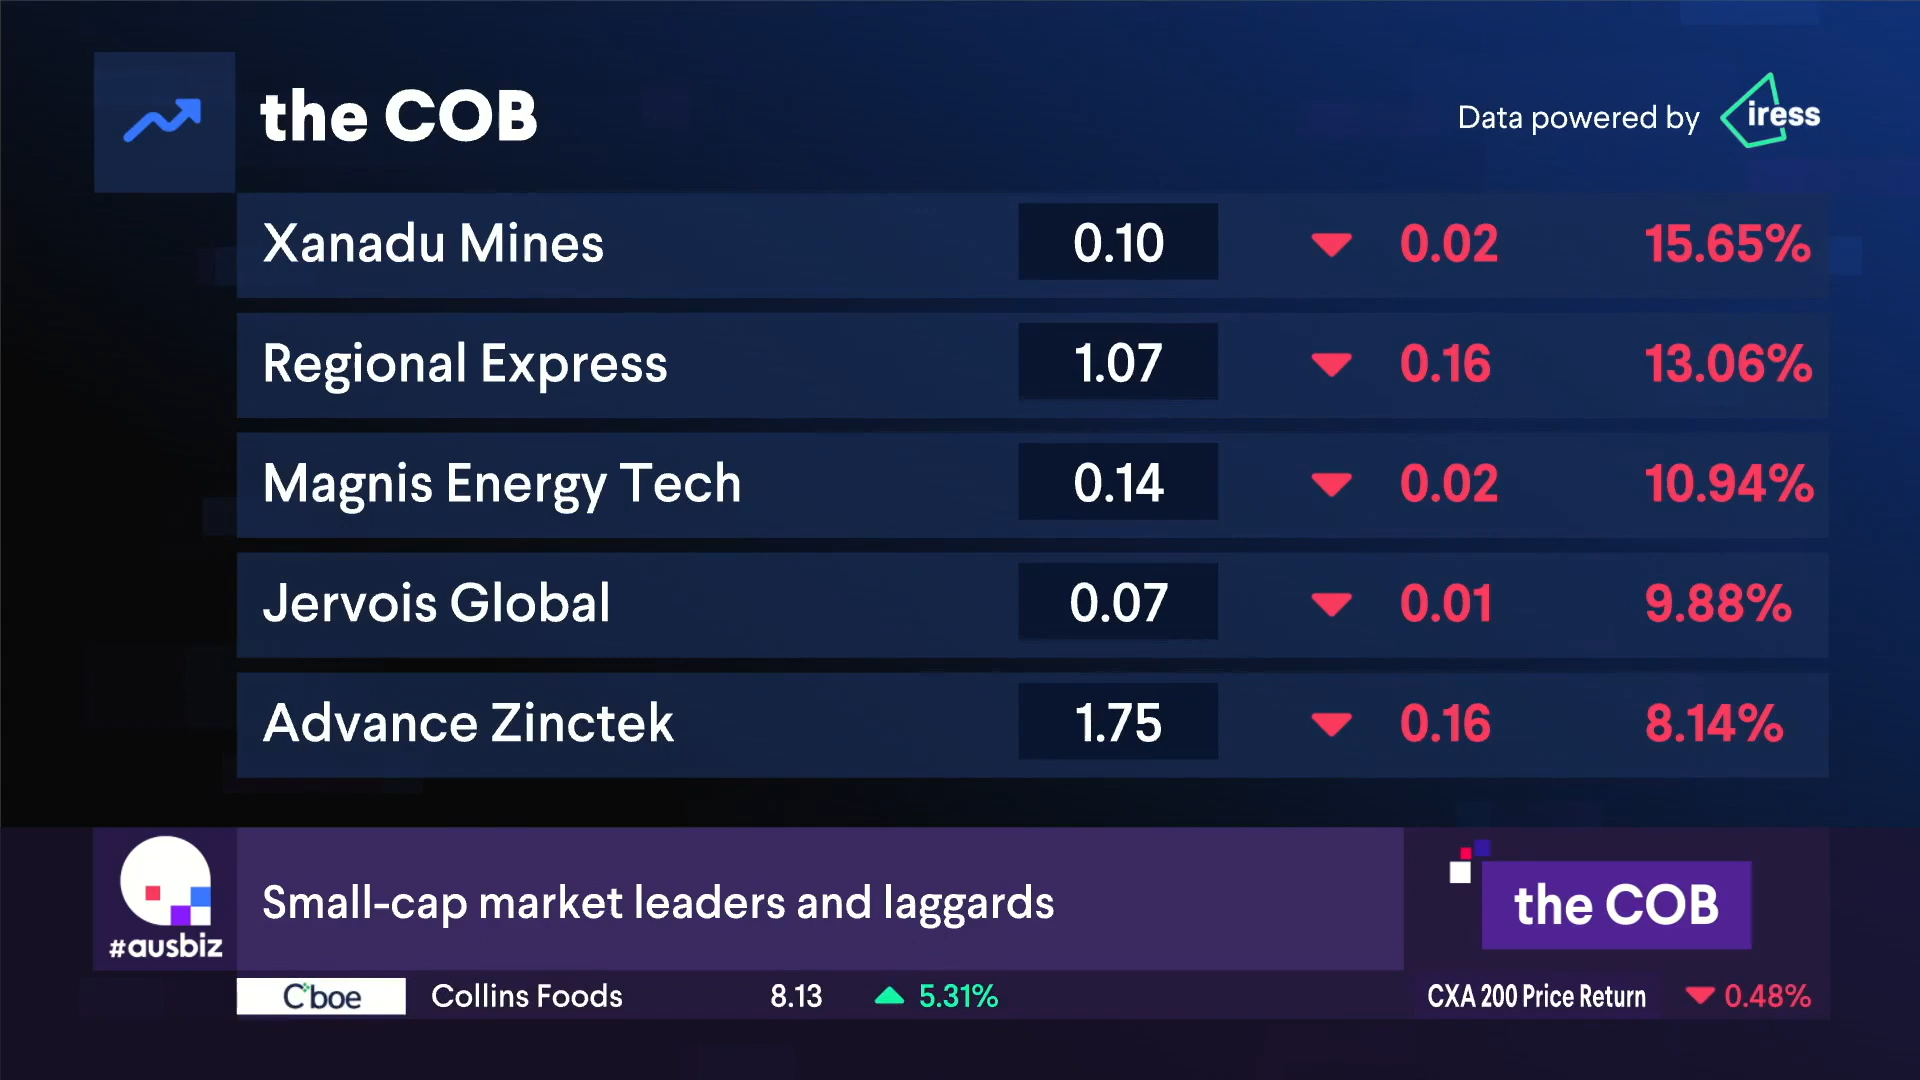 the COB
Data powered by iress
Xanadu Mines 0.10 ▼ 0.02 15.65%
Regional Express 1.07 ▼ 0.16 13.06%
Magnis Energy Tech 0.14 ▼ 0.02 10.94%
Jervois Global 0.07 ▼ 0.01 9.88%
Advance Zinctek 1.75 ▼ 0.16 8.14%
#ausbiz
Small-cap market leaders and laggards
the COB
Cboe Collins Foods 8.13 ▲ 5.31% CXA 200 Price Return ▼ 0.48%